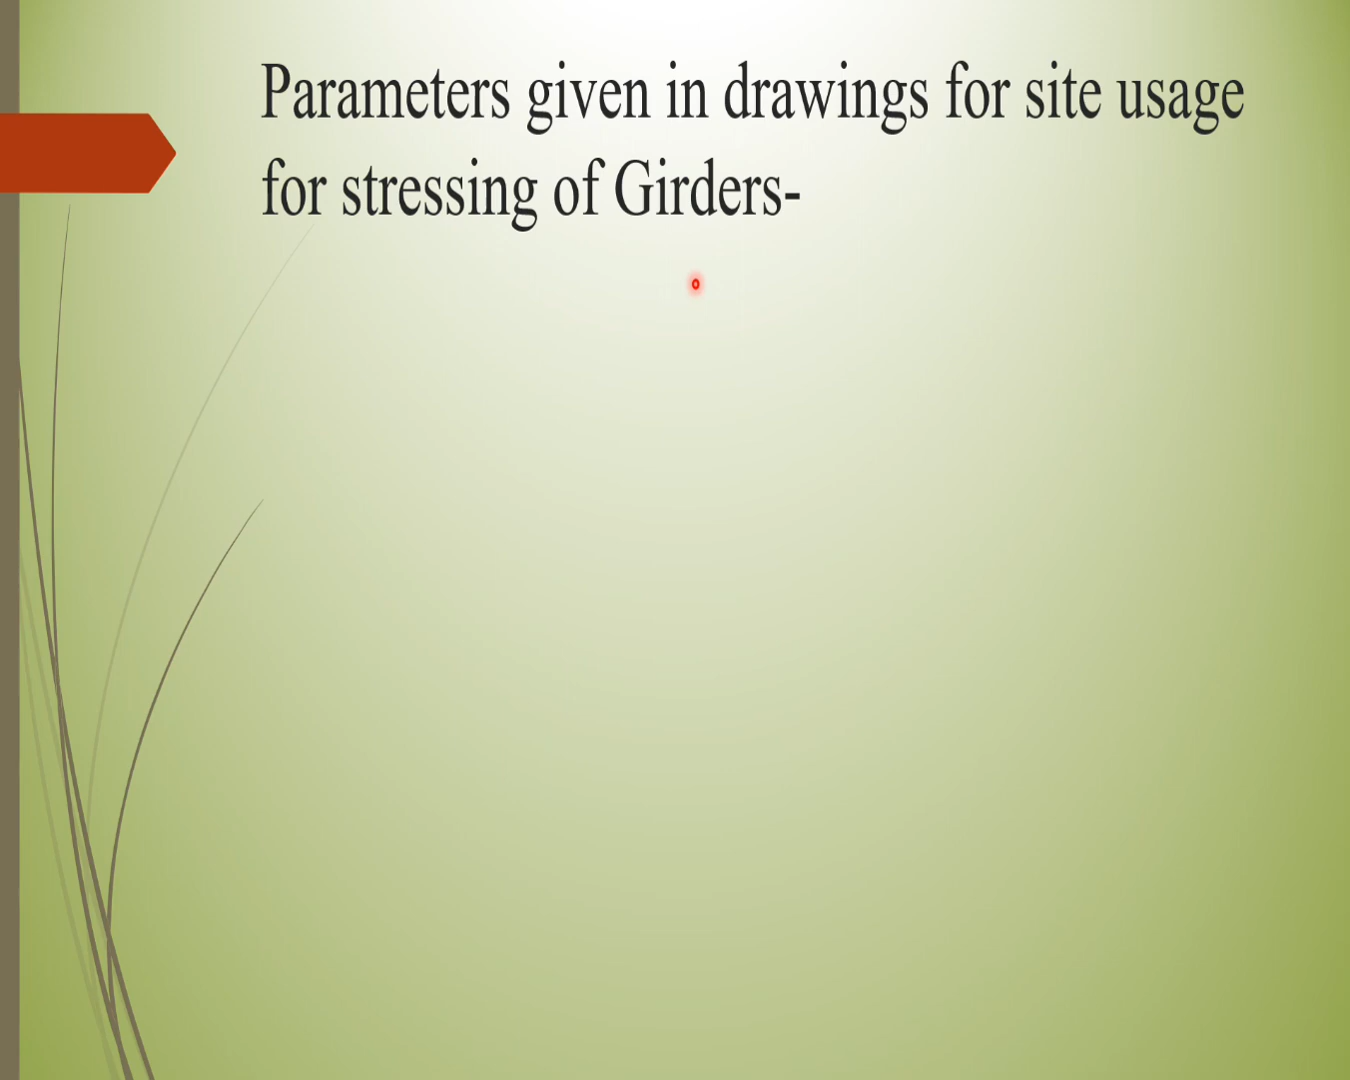 Parameters given in drawings for site usage
for stressing of Girders-